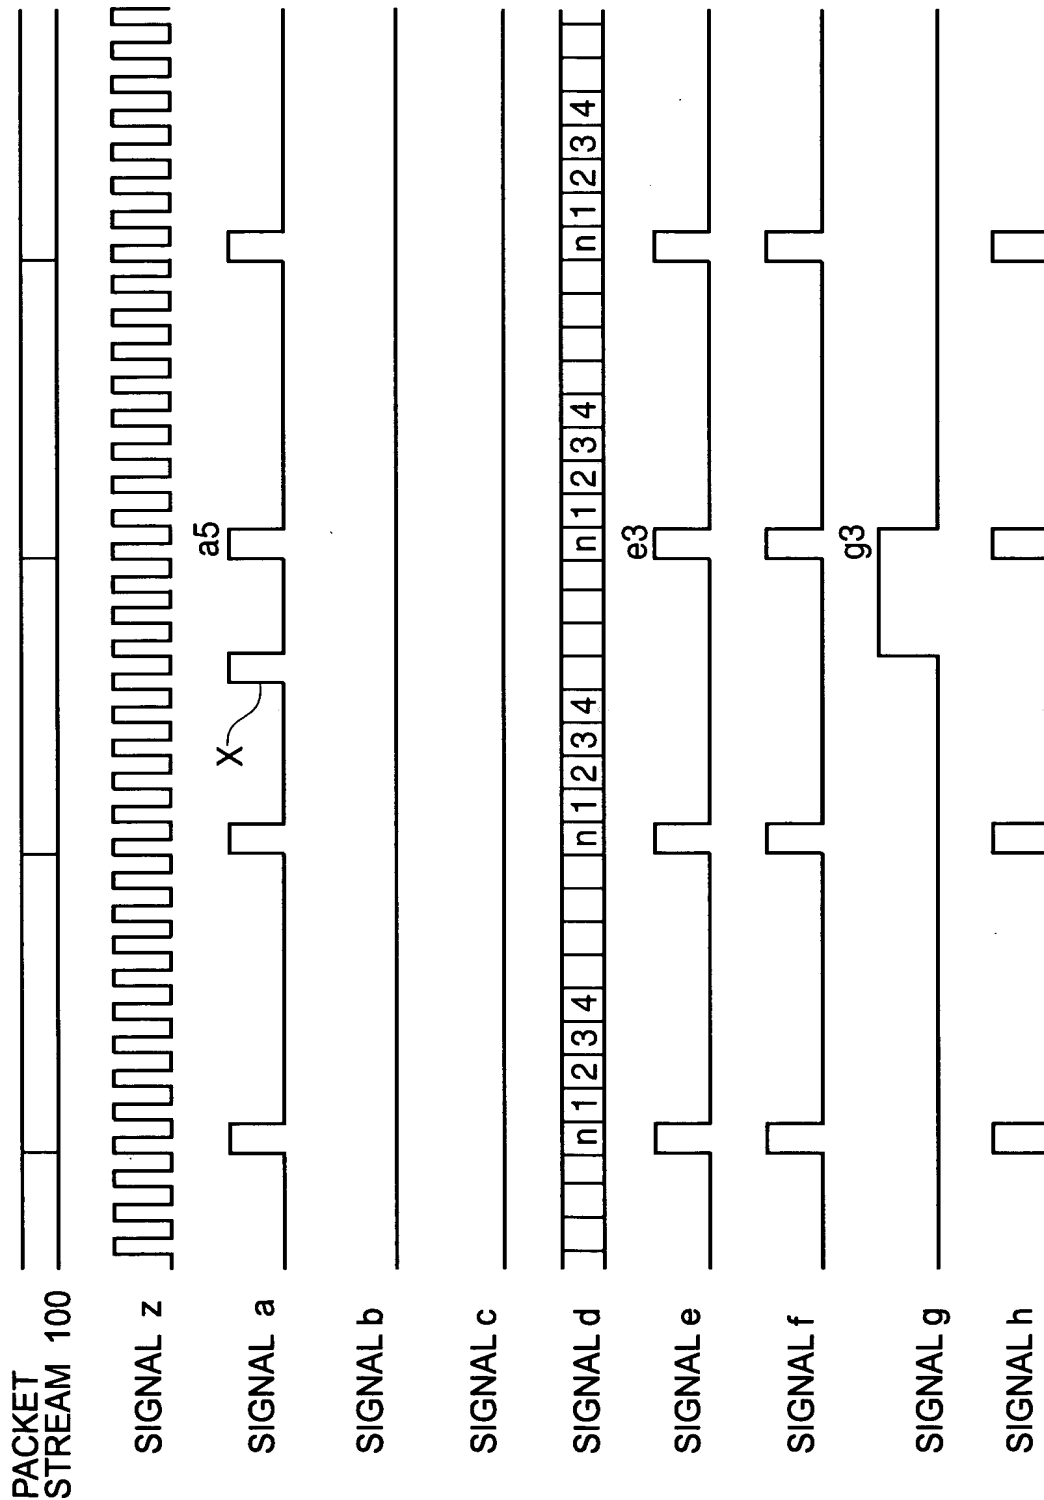 PACKET
STREAM 100
SIGNAL z
SIGNAL a
X
a5
SIGNAL b
SIGNAL c
SIGNAL d
n 1 2 3 4 n 1 2 3 4 n 1 2 3 4 n 1 2 3 4
SIGNAL e
e3
SIGNAL f
SIGNAL g
g3
SIGNAL h